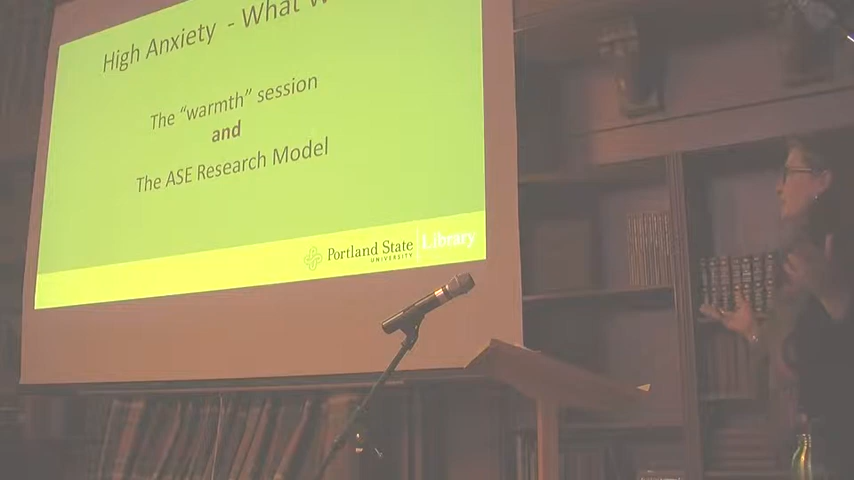 High Anxiety - What
The "warmth" session
and
The ASE Research Model
Portland State
UNIVERSITY
Library